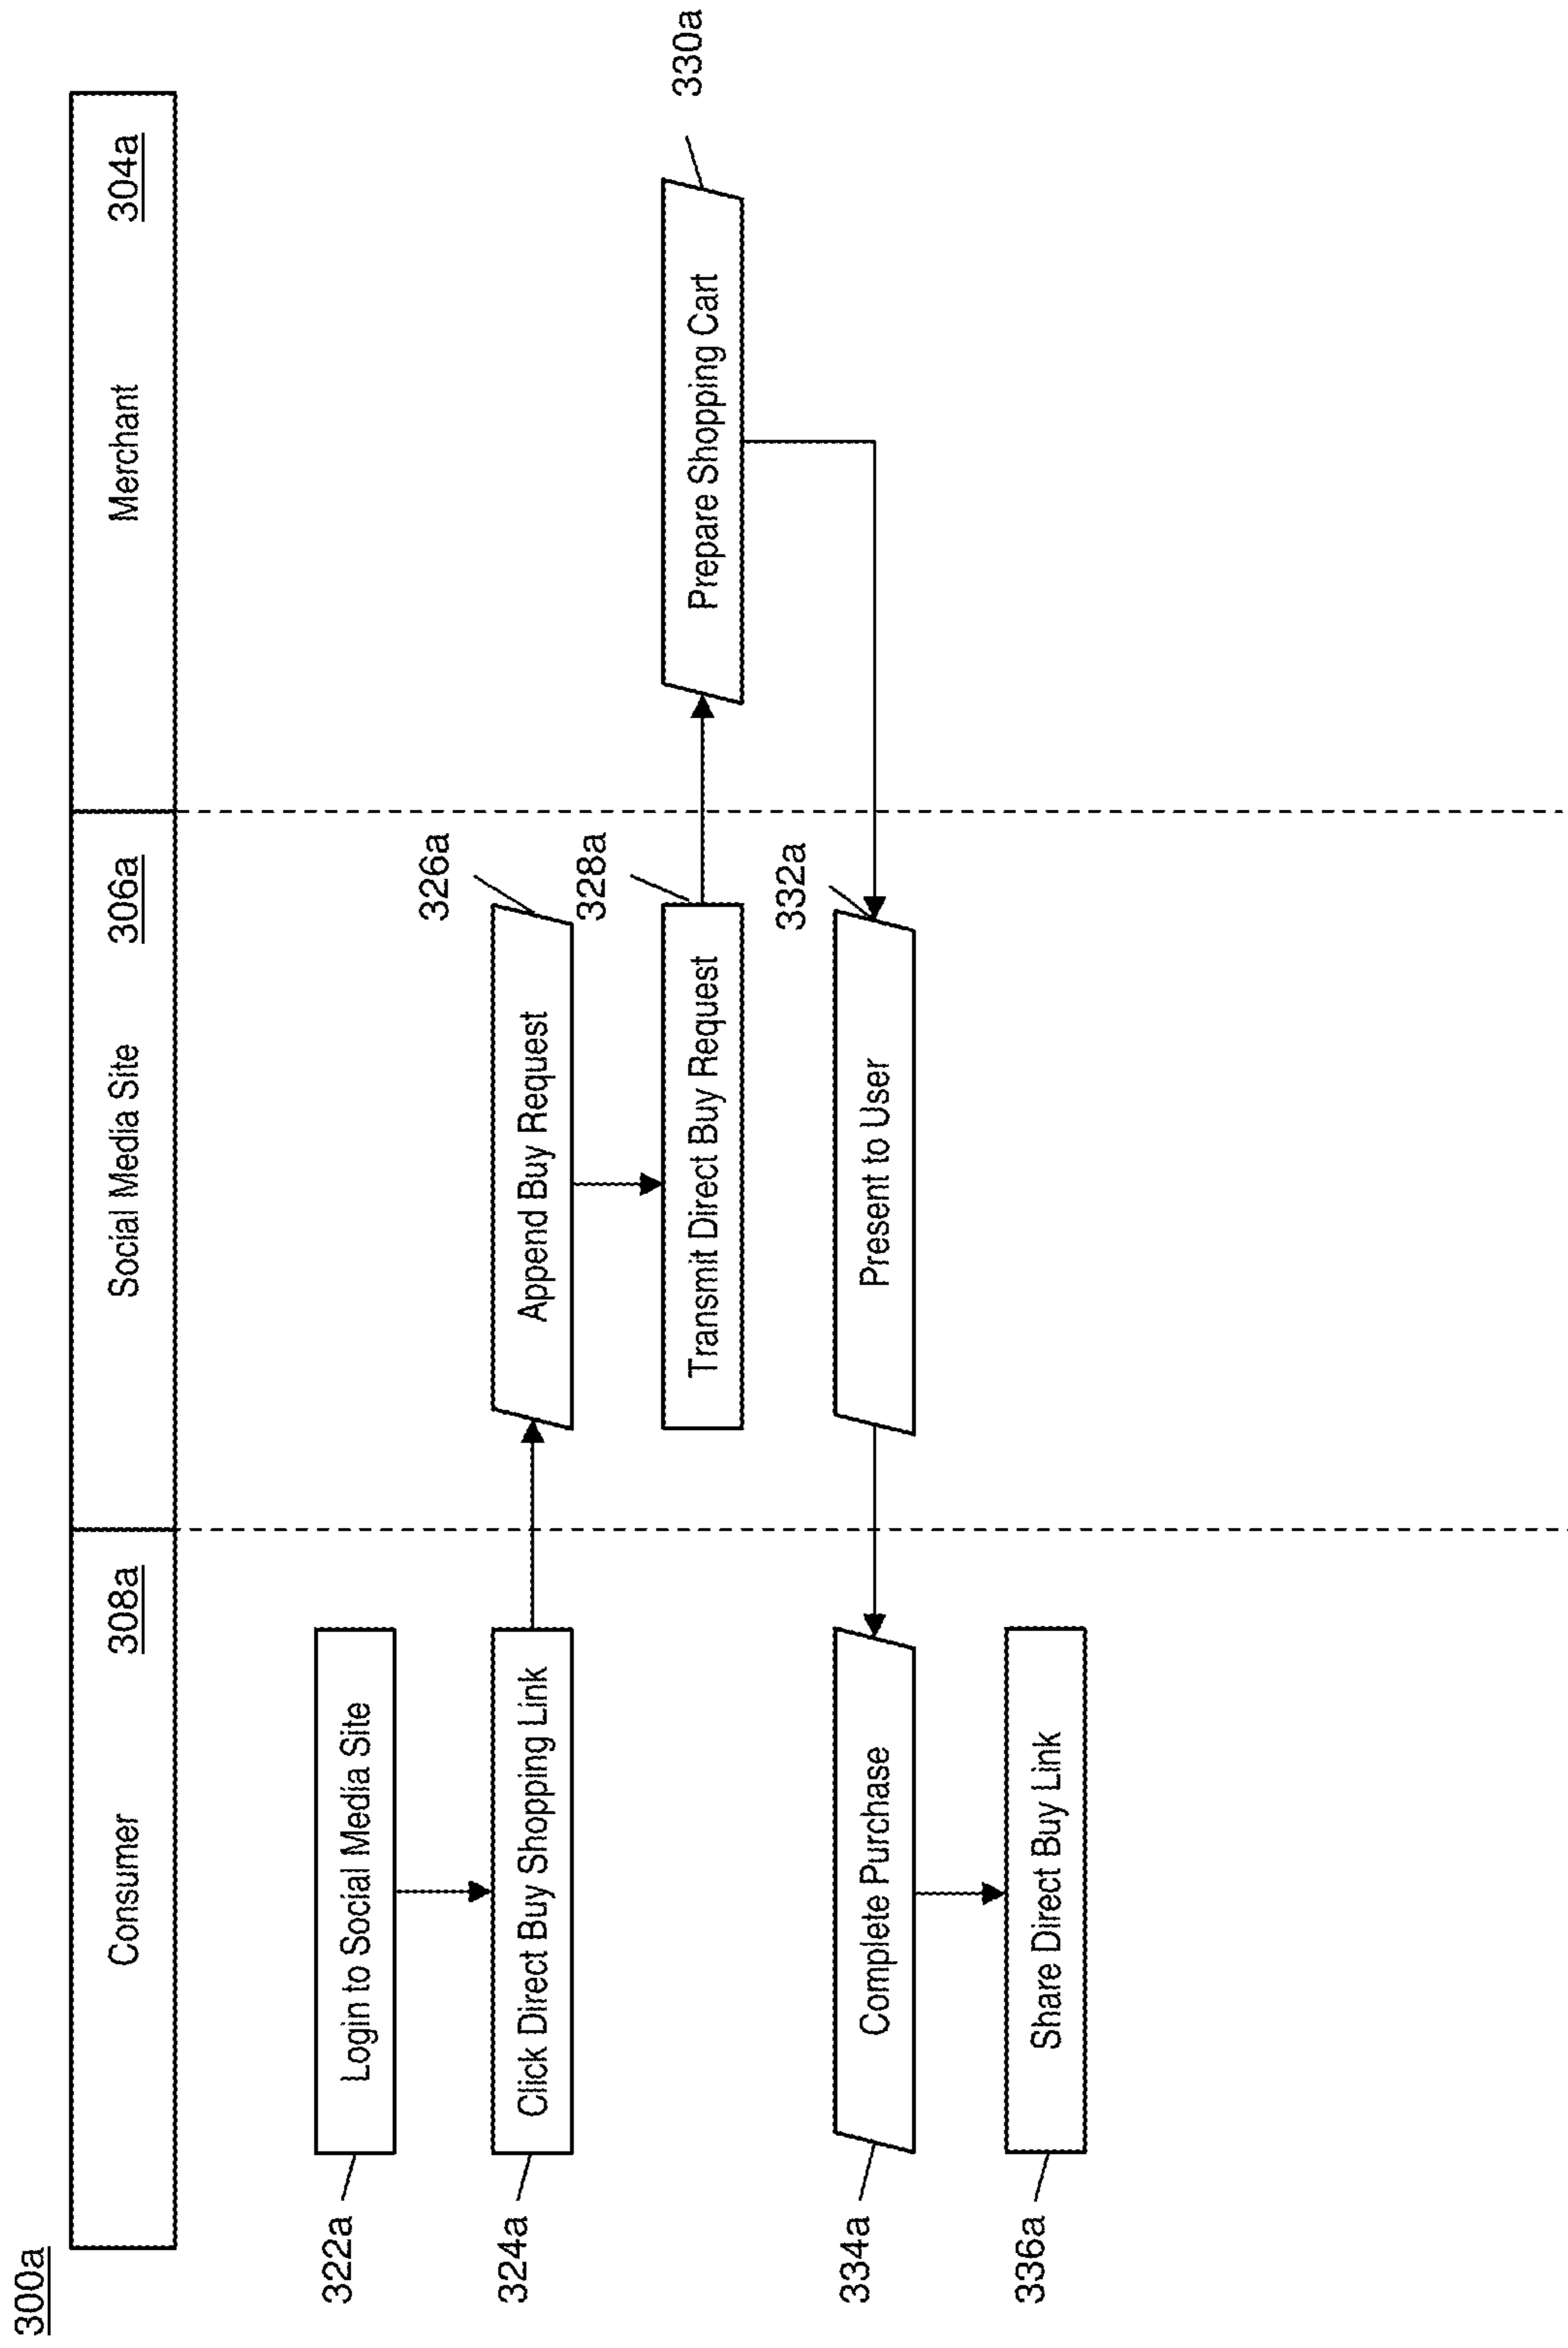 300a
Consumer
308a
Social Media Site
306a
Merchant
304a
322a
Login to Social Media Site
324a
Click Direct Buy Shopping Link
Append Buy Request
326a
Transmit Direct Buy Request
328a
Prepare Shopping Cart
330a
334a
Complete Purchase
Present to User
332a
336a
Share Direct Buy Link